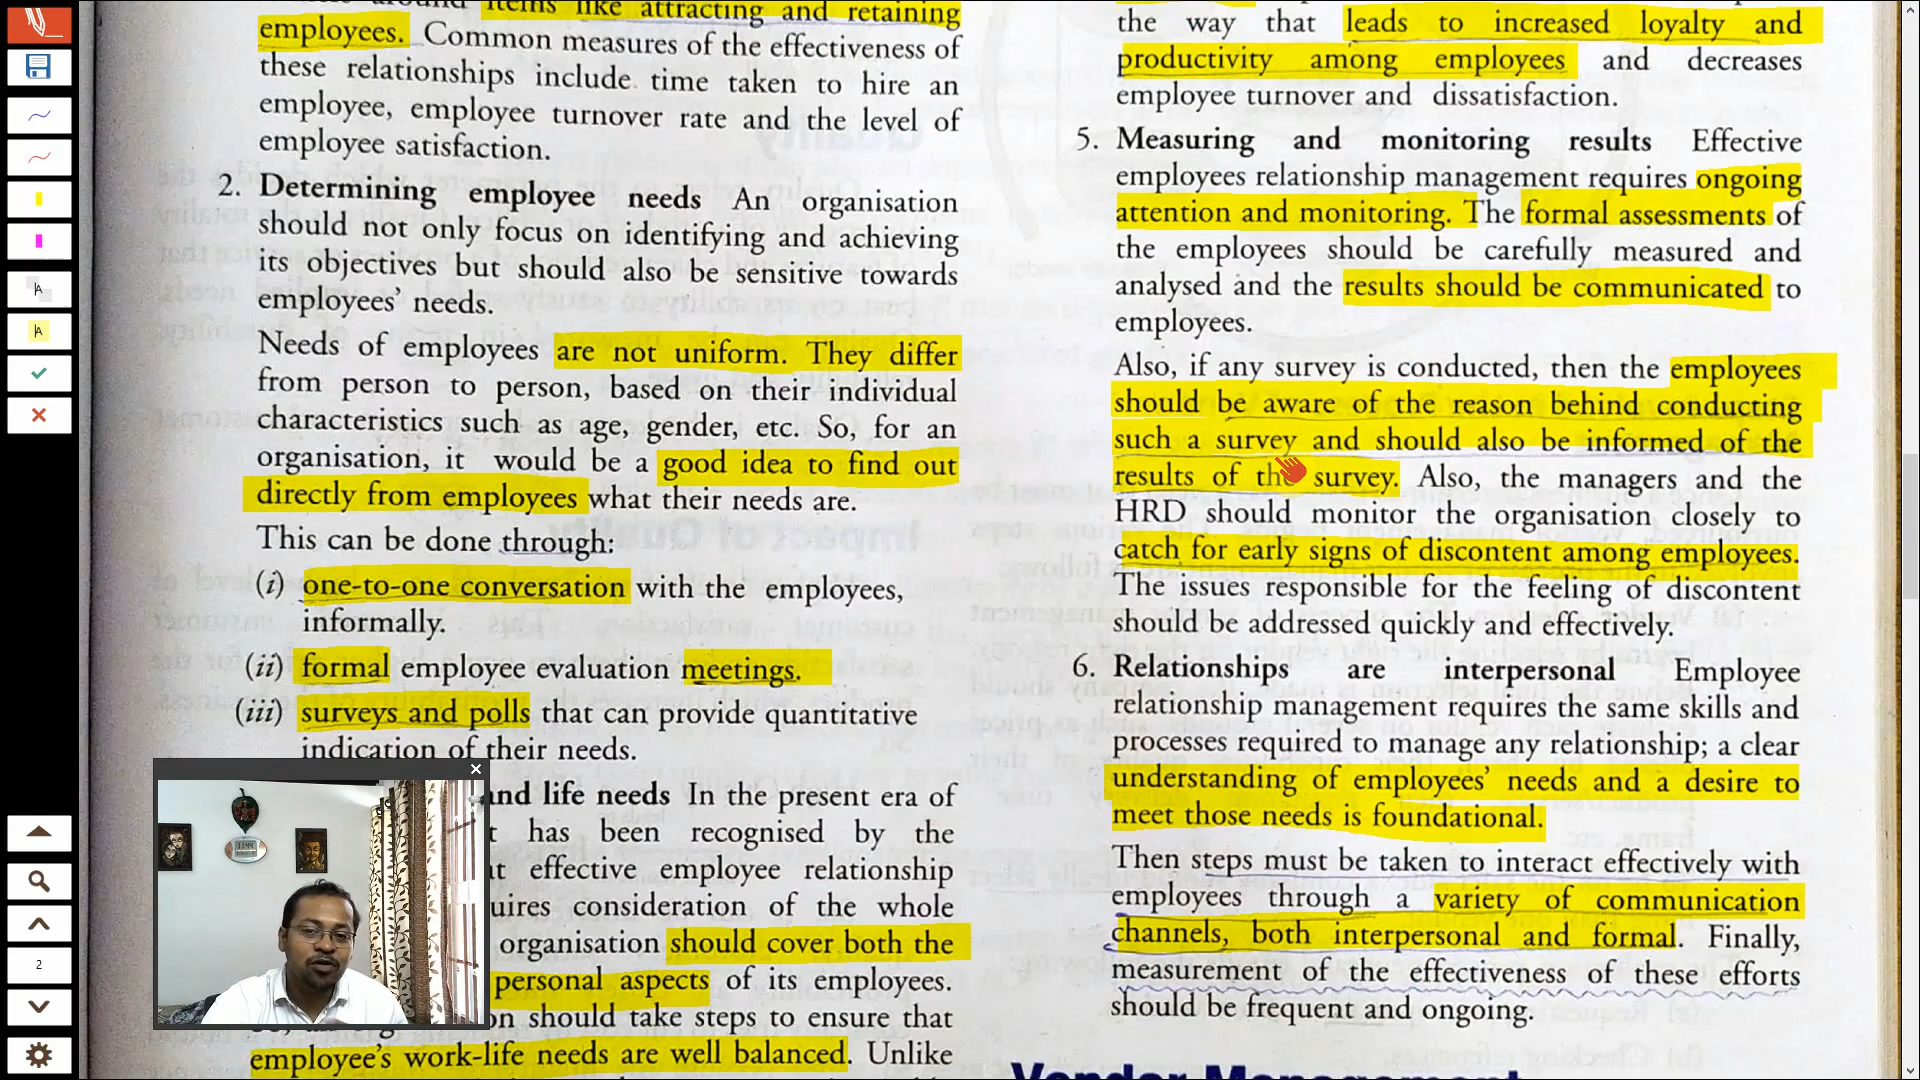 items like attracting and retaining
employees. Common measures of the effectiveness of
these relationships include time taken to hire an
employee, employee turnover rate and the level of
employee satisfaction.
2. Determining employee needs An organisation
should not only focus on identifying and achieving
its objectives but should also be sensitive towards
employees' needs.
Needs of employees are not uniform. They differ
from person to person, based on their individual
characteristics such as age, gender, etc. So, for an
organisation, it would be a good idea to find out
directly from employees what their needs are.
This can be done through:
(i) one-to-one conversation with the employees,
informally.
(ii) formal employee evaluation meetings.
(iii) surveys and polls that can provide quantitative
indication of their needs.
and life needs In the present era of
has been recognised by the
effective employee relationship
consideration of the whole
organisation should cover both the
personal aspects of its employees.
should take steps to ensure that
employee's work-life needs are well balanced. Unlike
the way that leads to increased loyalty and
productivity among employees and decreases
employee turnover and dissatisfaction.
5. Measuring and monitoring results Effective
employees relationship management requires ongoing
attention and monitoring. The formal assessments of
the employees should be carefully measured and
analysed and the results should be communicated to
employees.
Also, if any survey is conducted, then the employees
should be aware of the reason behind conducting
such a survey and should also be informed of the
results of the survey. Also, the managers and the
HRD should monitor the organisation closely to
catch for early signs of discontent among employees.
The issues responsible for the feeling of discontent
should be addressed quickly and effectively.
6. Relationships are interpersonal Employee
relationship management requires the same skills and
processes required to manage any relationship; a clear
understanding of employees' needs and a desire to
meet those needs is foundational.
Then steps must be taken to interact effectively with
employees through a variety of communication
channels, both interpersonal and formal. Finally,
measurement of the effectiveness of these efforts
should be frequent and ongoing.
Vendor Management
A
A
2